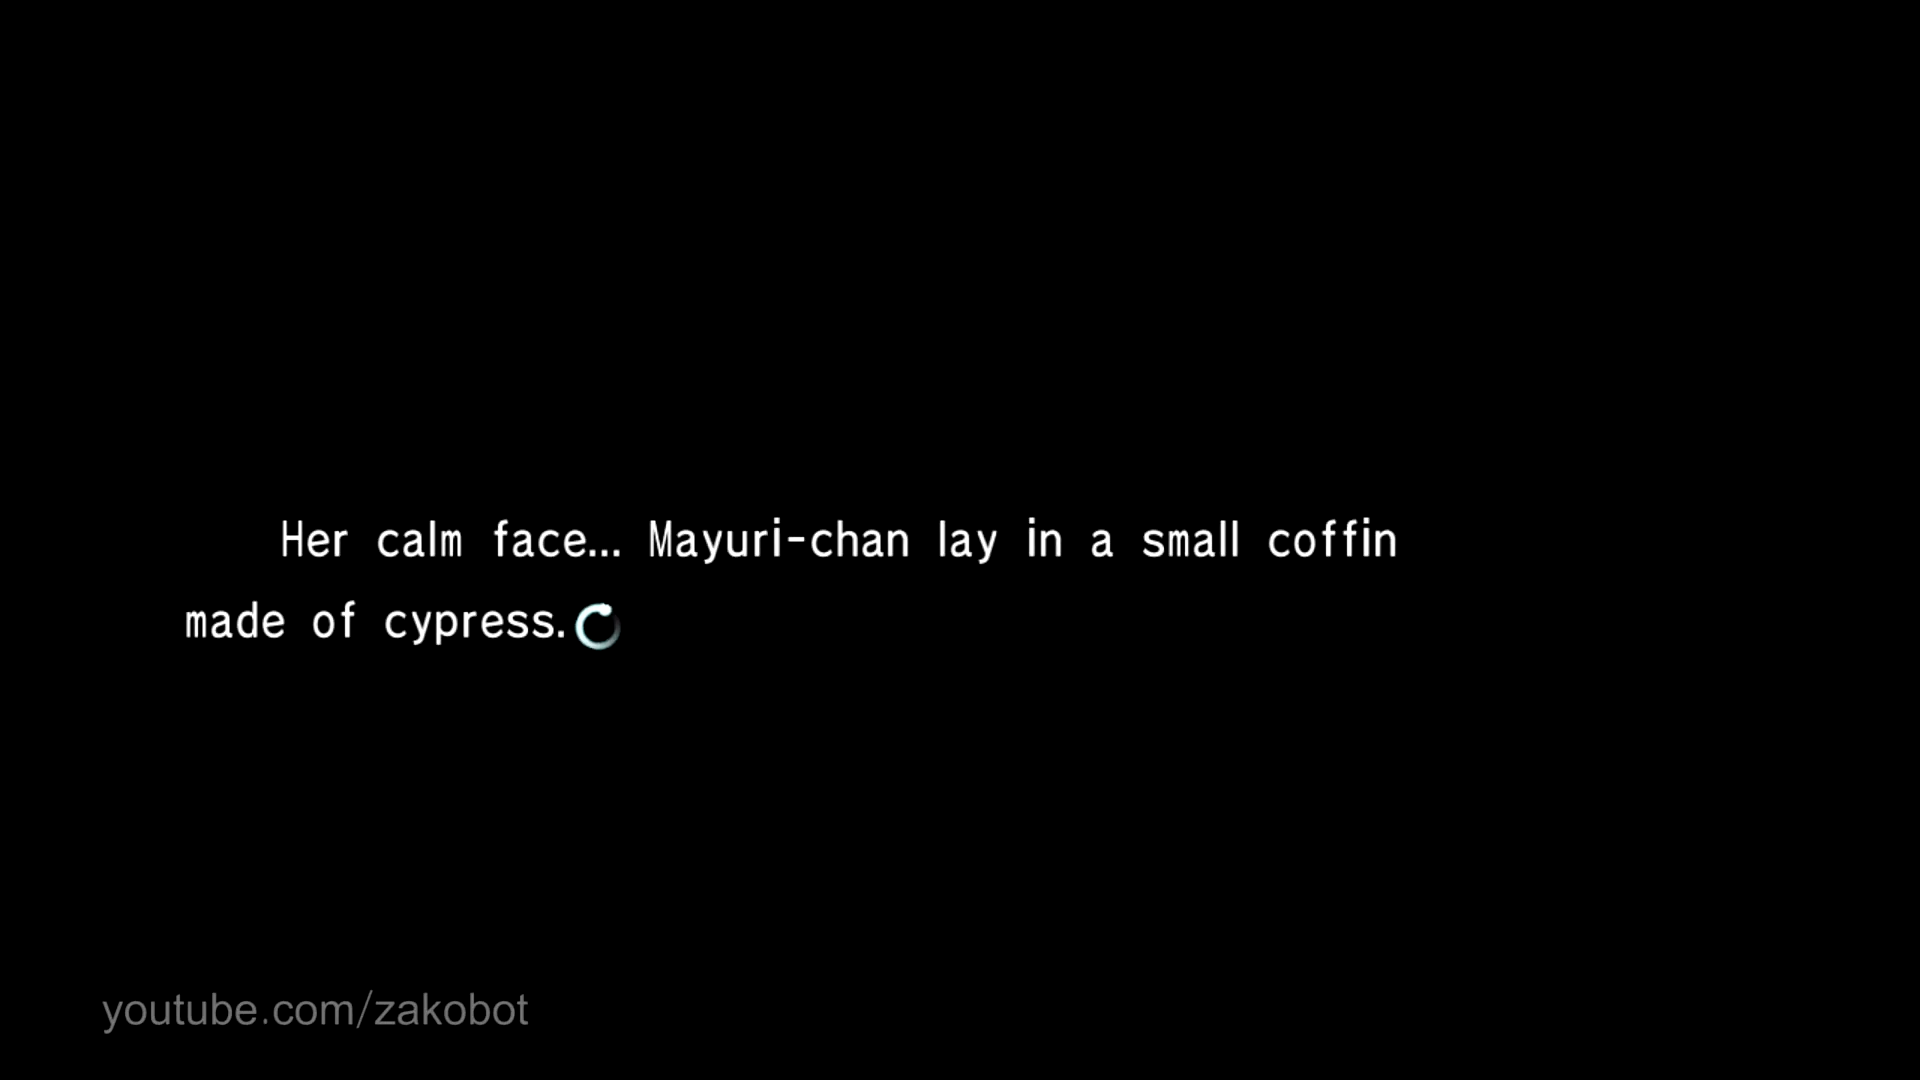 Her calm face... Mayuri-chan lay in a small coffin
made of cypress.
youtube.com/zakobot